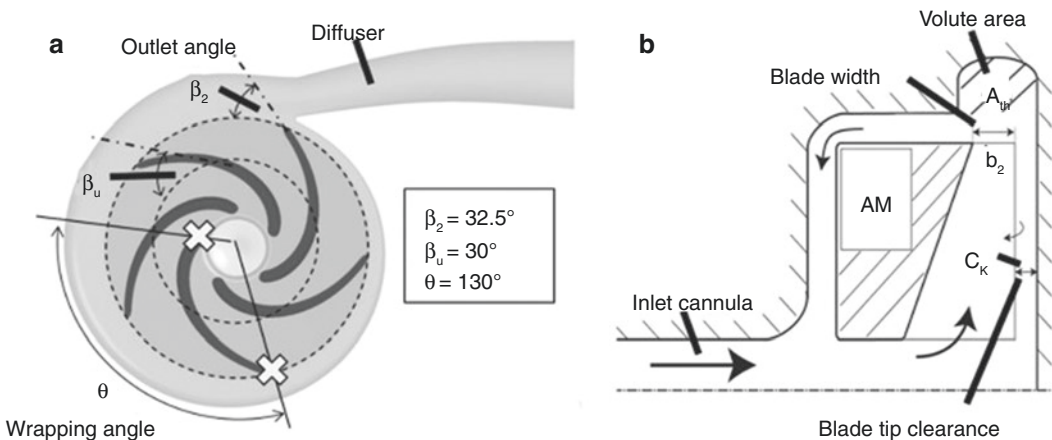 a
Outlet angle
Diffuser
β₂
βᵤ
β₂ = 32.5°
βᵤ = 30°
θ = 130°
θ
Wrapping angle
b
Volute area
Blade width
Aₜₕ
b₂
AM
C_K
Inlet cannula
Blade tip clearance